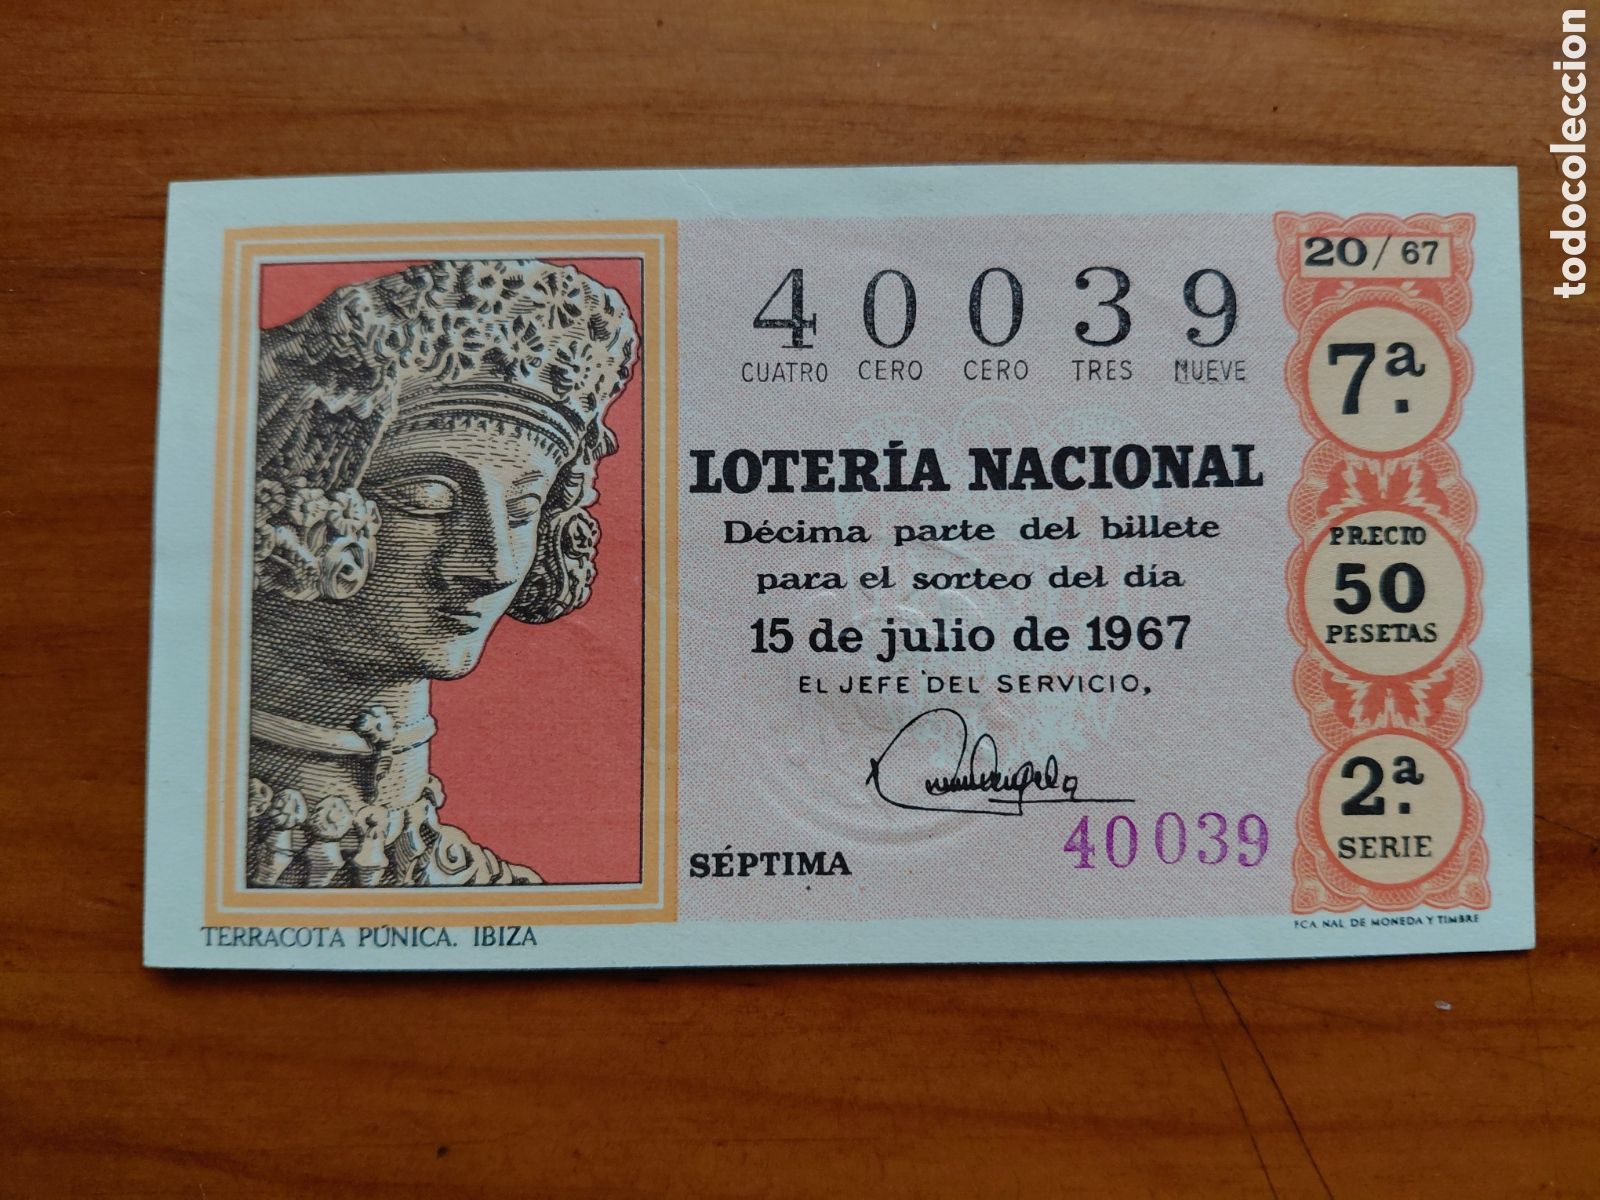 40039
CUATRO CERO CERO TRES NUEVE
LOTERÍA NACIONAL
Décima parte del billete
para el sorteo del día
15 de julio de 1967
EL JEFE DEL SERVICIO,
40039
SÉPTIMA
TERRACOTA PÚNICA. IBIZA
20/67
7ª.
PRECIO
50
PESETAS
2ª.
SERIE
FCA NAL DE MONEDA Y TIMBRE
todocoleccion